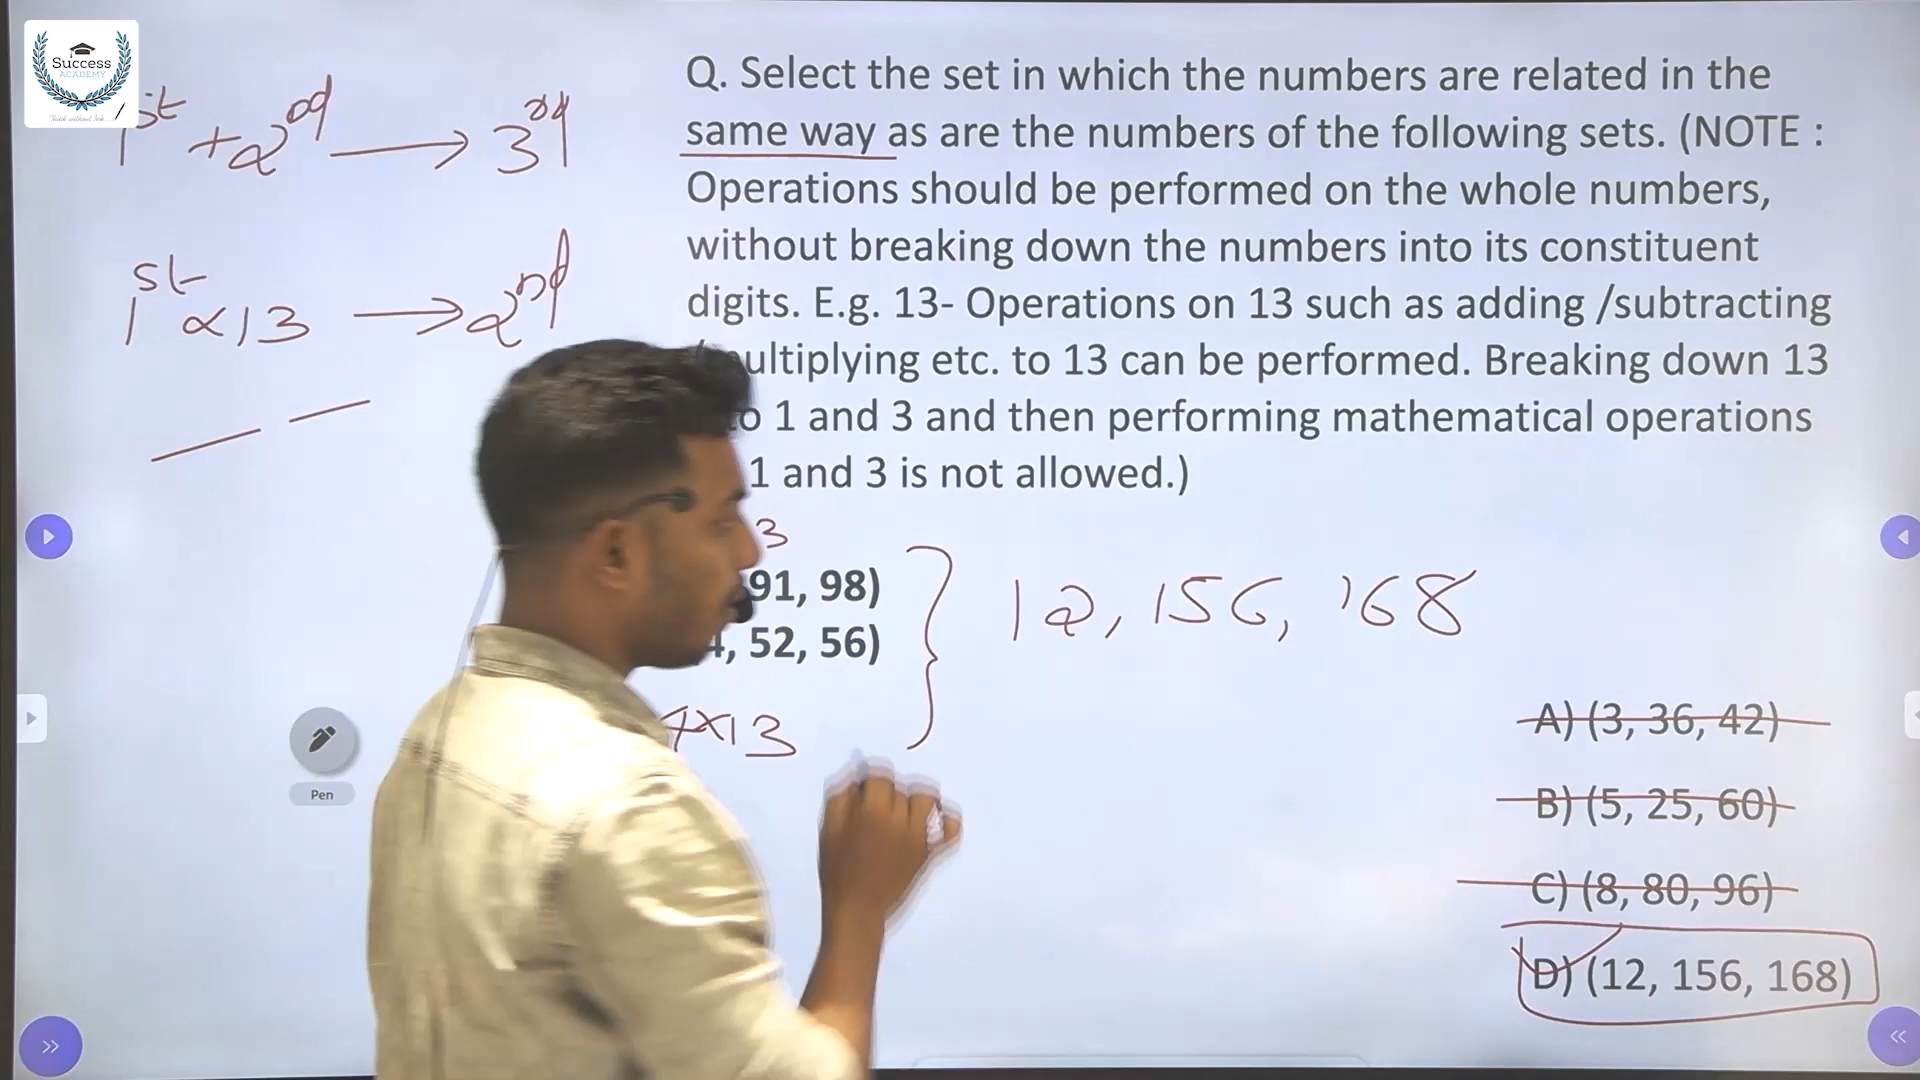 Success
ACADEMY
1st + 2nd → 3rd
1st × 13 → 2nd
Q. Select the set in which the numbers are related in the
same way as are the numbers of the following sets. (NOTE :
Operations should be performed on the whole numbers,
without breaking down the numbers into its constituent
digits. E.g. 13- Operations on 13 such as adding /subtracting
multiplying etc. to 13 can be performed. Breaking down 13
1 and 3 and then performing mathematical operations
1 and 3 is not allowed.)
3
91, 98)
, 52, 56)
4×13
12, 156, 168
A) (3, 36, 42)
B) (5, 25, 60)
C) (8, 80, 96)
D) (12, 156, 168)
Pen